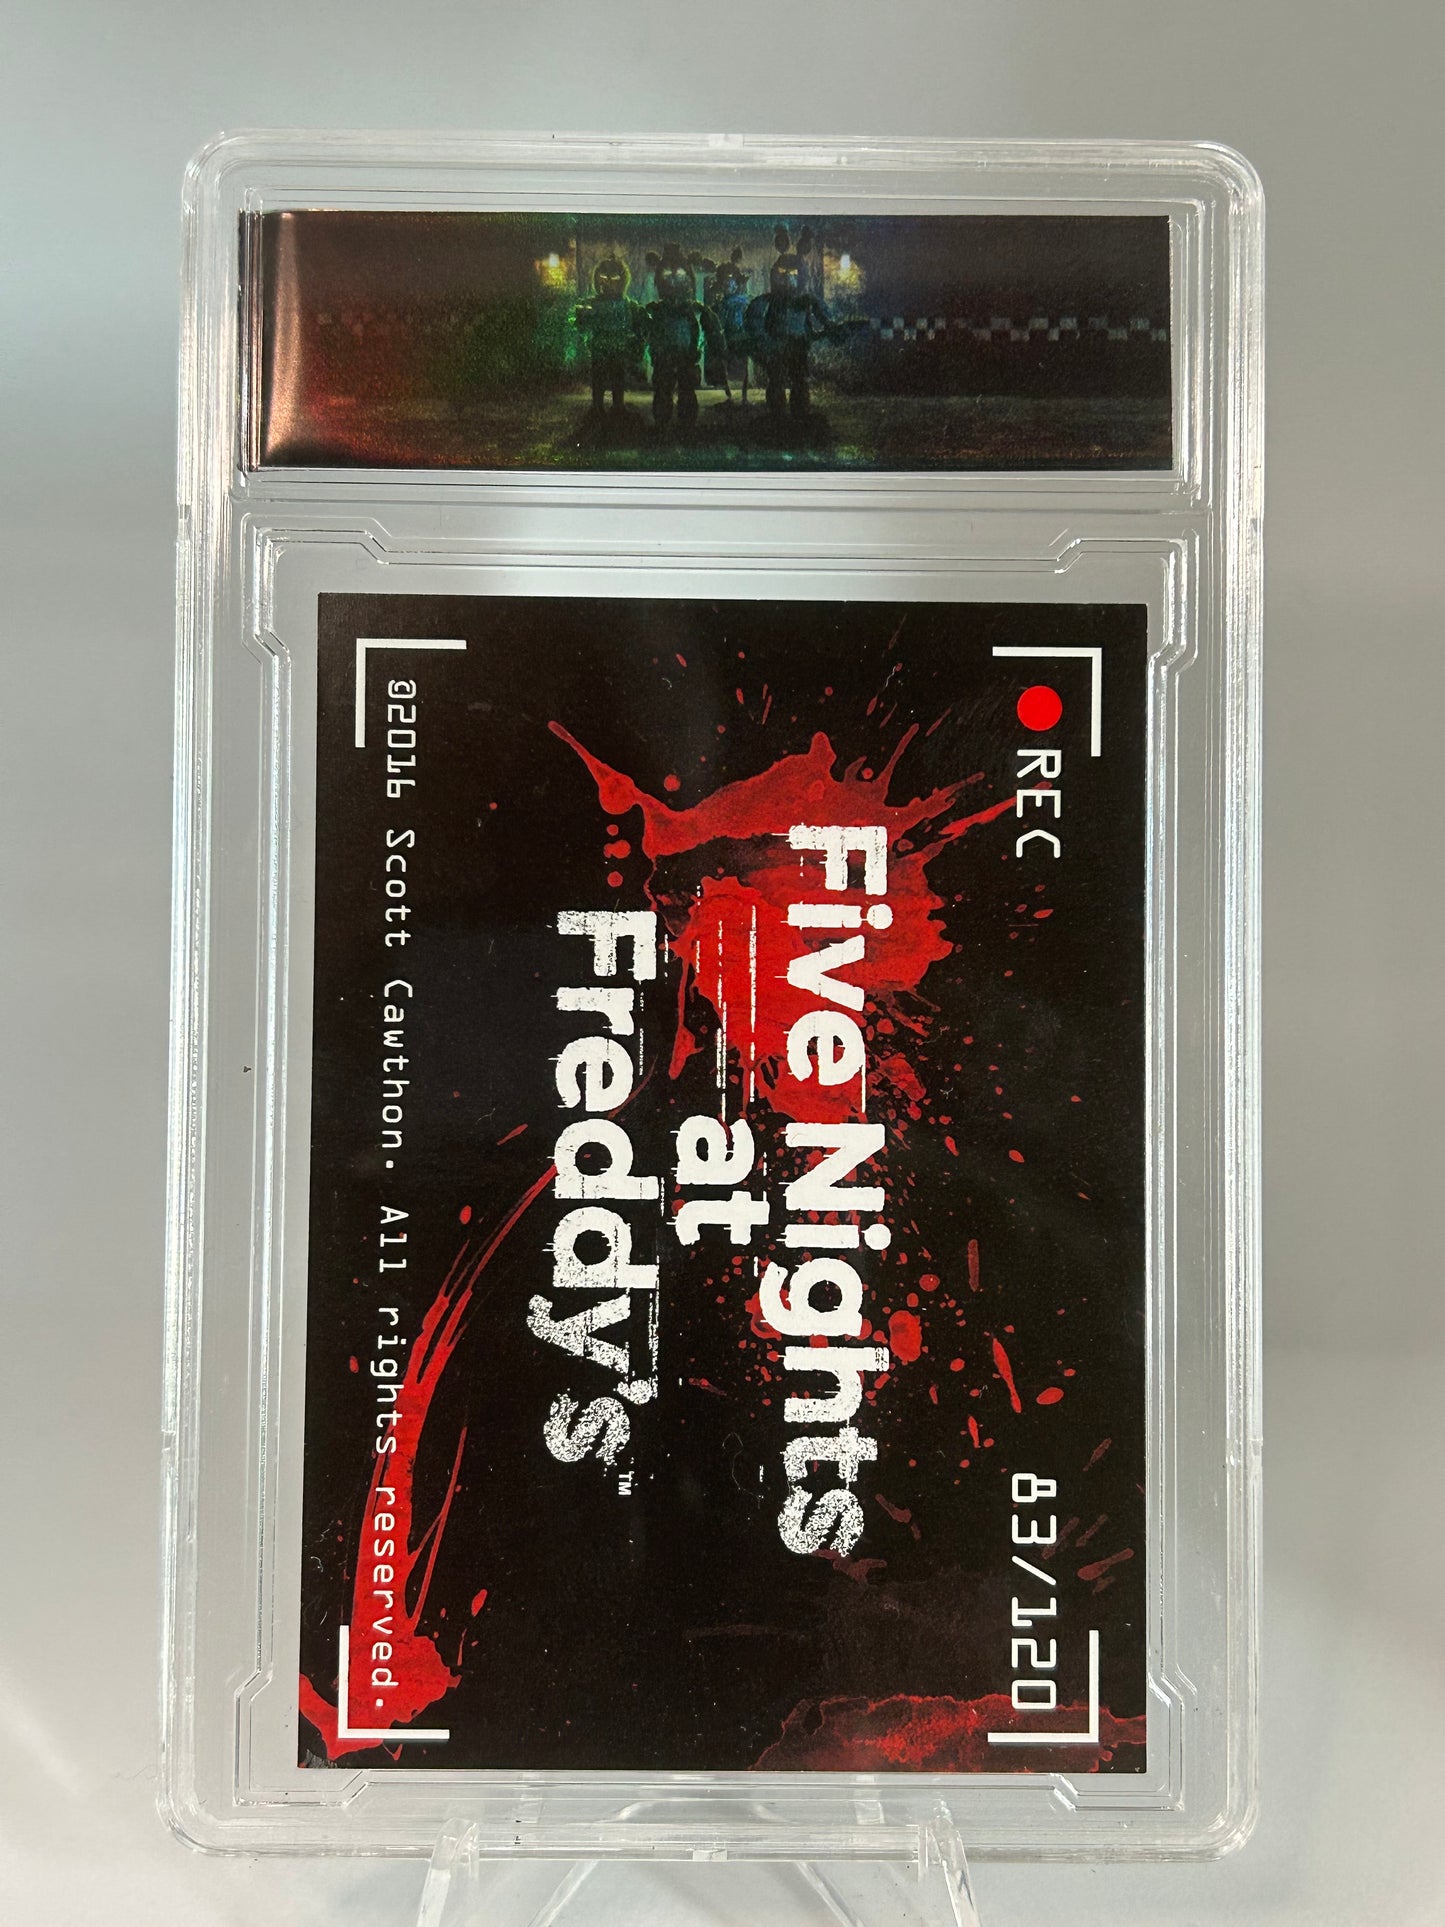 REC
83/120
Five Nights
at
Freddy's™
©2016 Scott Cawthon. All rights reserved.